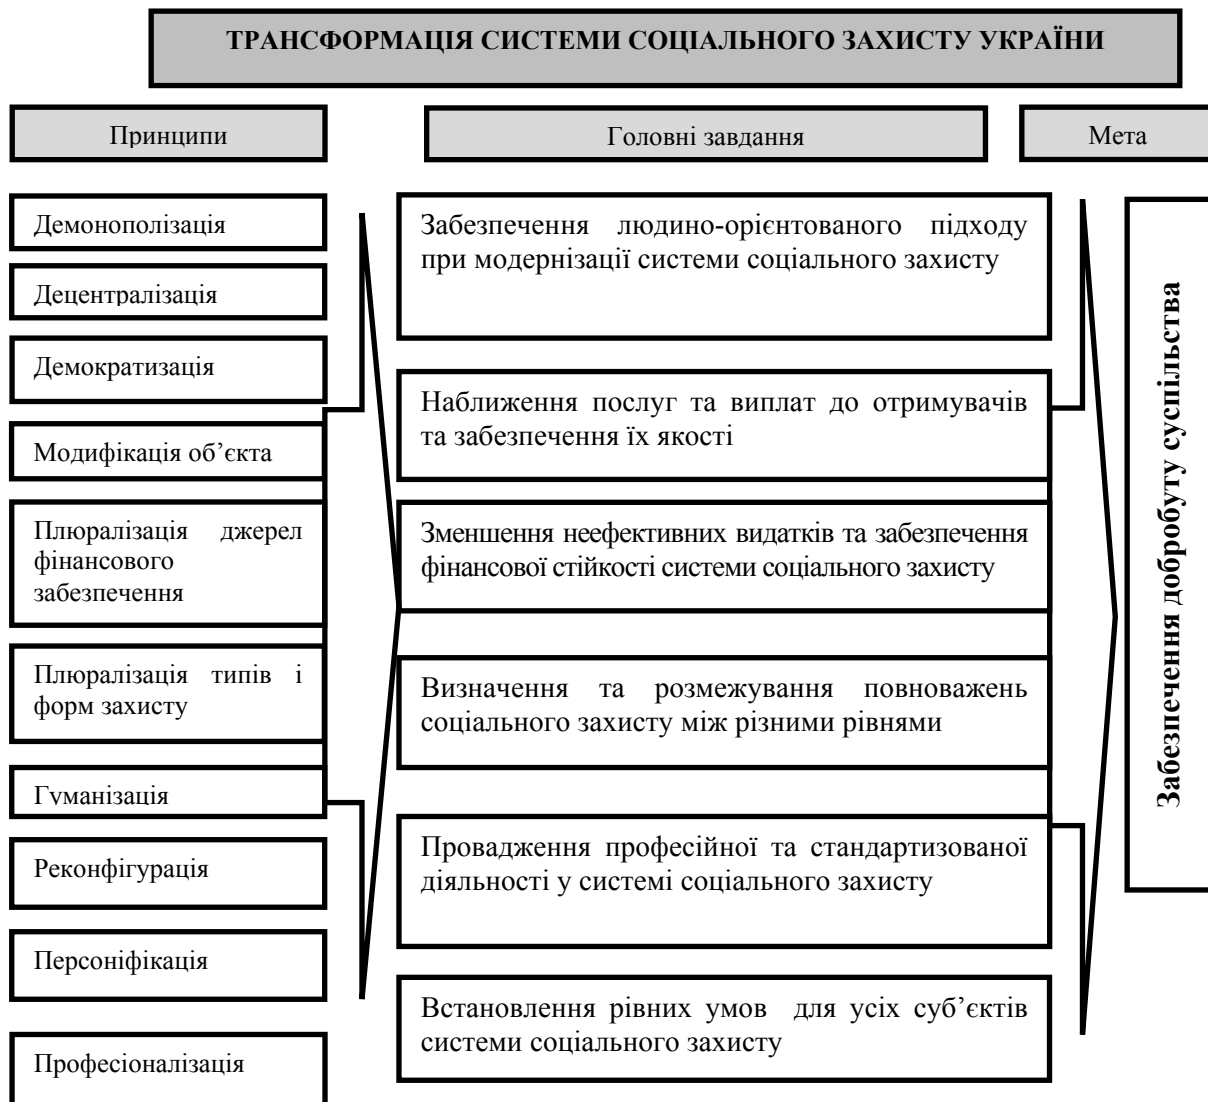 ТРАНСФОРМАЦІЯ СИСТЕМИ СОЦІАЛЬНОГО ЗАХИСТУ УКРАЇНИ
Принципи
Головні завдання
Мета
Демонополізація
Децентралізація
Демократизація
Модифікація об’єкта
Плюралізація джерел
фінансового
забезпечення
Плюралізація типів і
форм захисту
Гуманізація
Реконфігурація
Персоніфікація
Професіоналізація
Забезпечення людино-орієнтованого підходу
при модернізації системи соціального захисту
Наближення послуг та виплат до отримувачів
та забезпечення їх якості
Зменшення неефективних видатків та забезпечення
фінансової стійкості системи соціального захисту
Визначення та розмежування повноважень
соціального захисту між різними рівнями
Провадження професійної та стандартизованої
діяльності у системі соціального захисту
Встановлення рівних умов для усіх суб’єктів
системи соціального захисту
Забезпечення добробуту суспільства